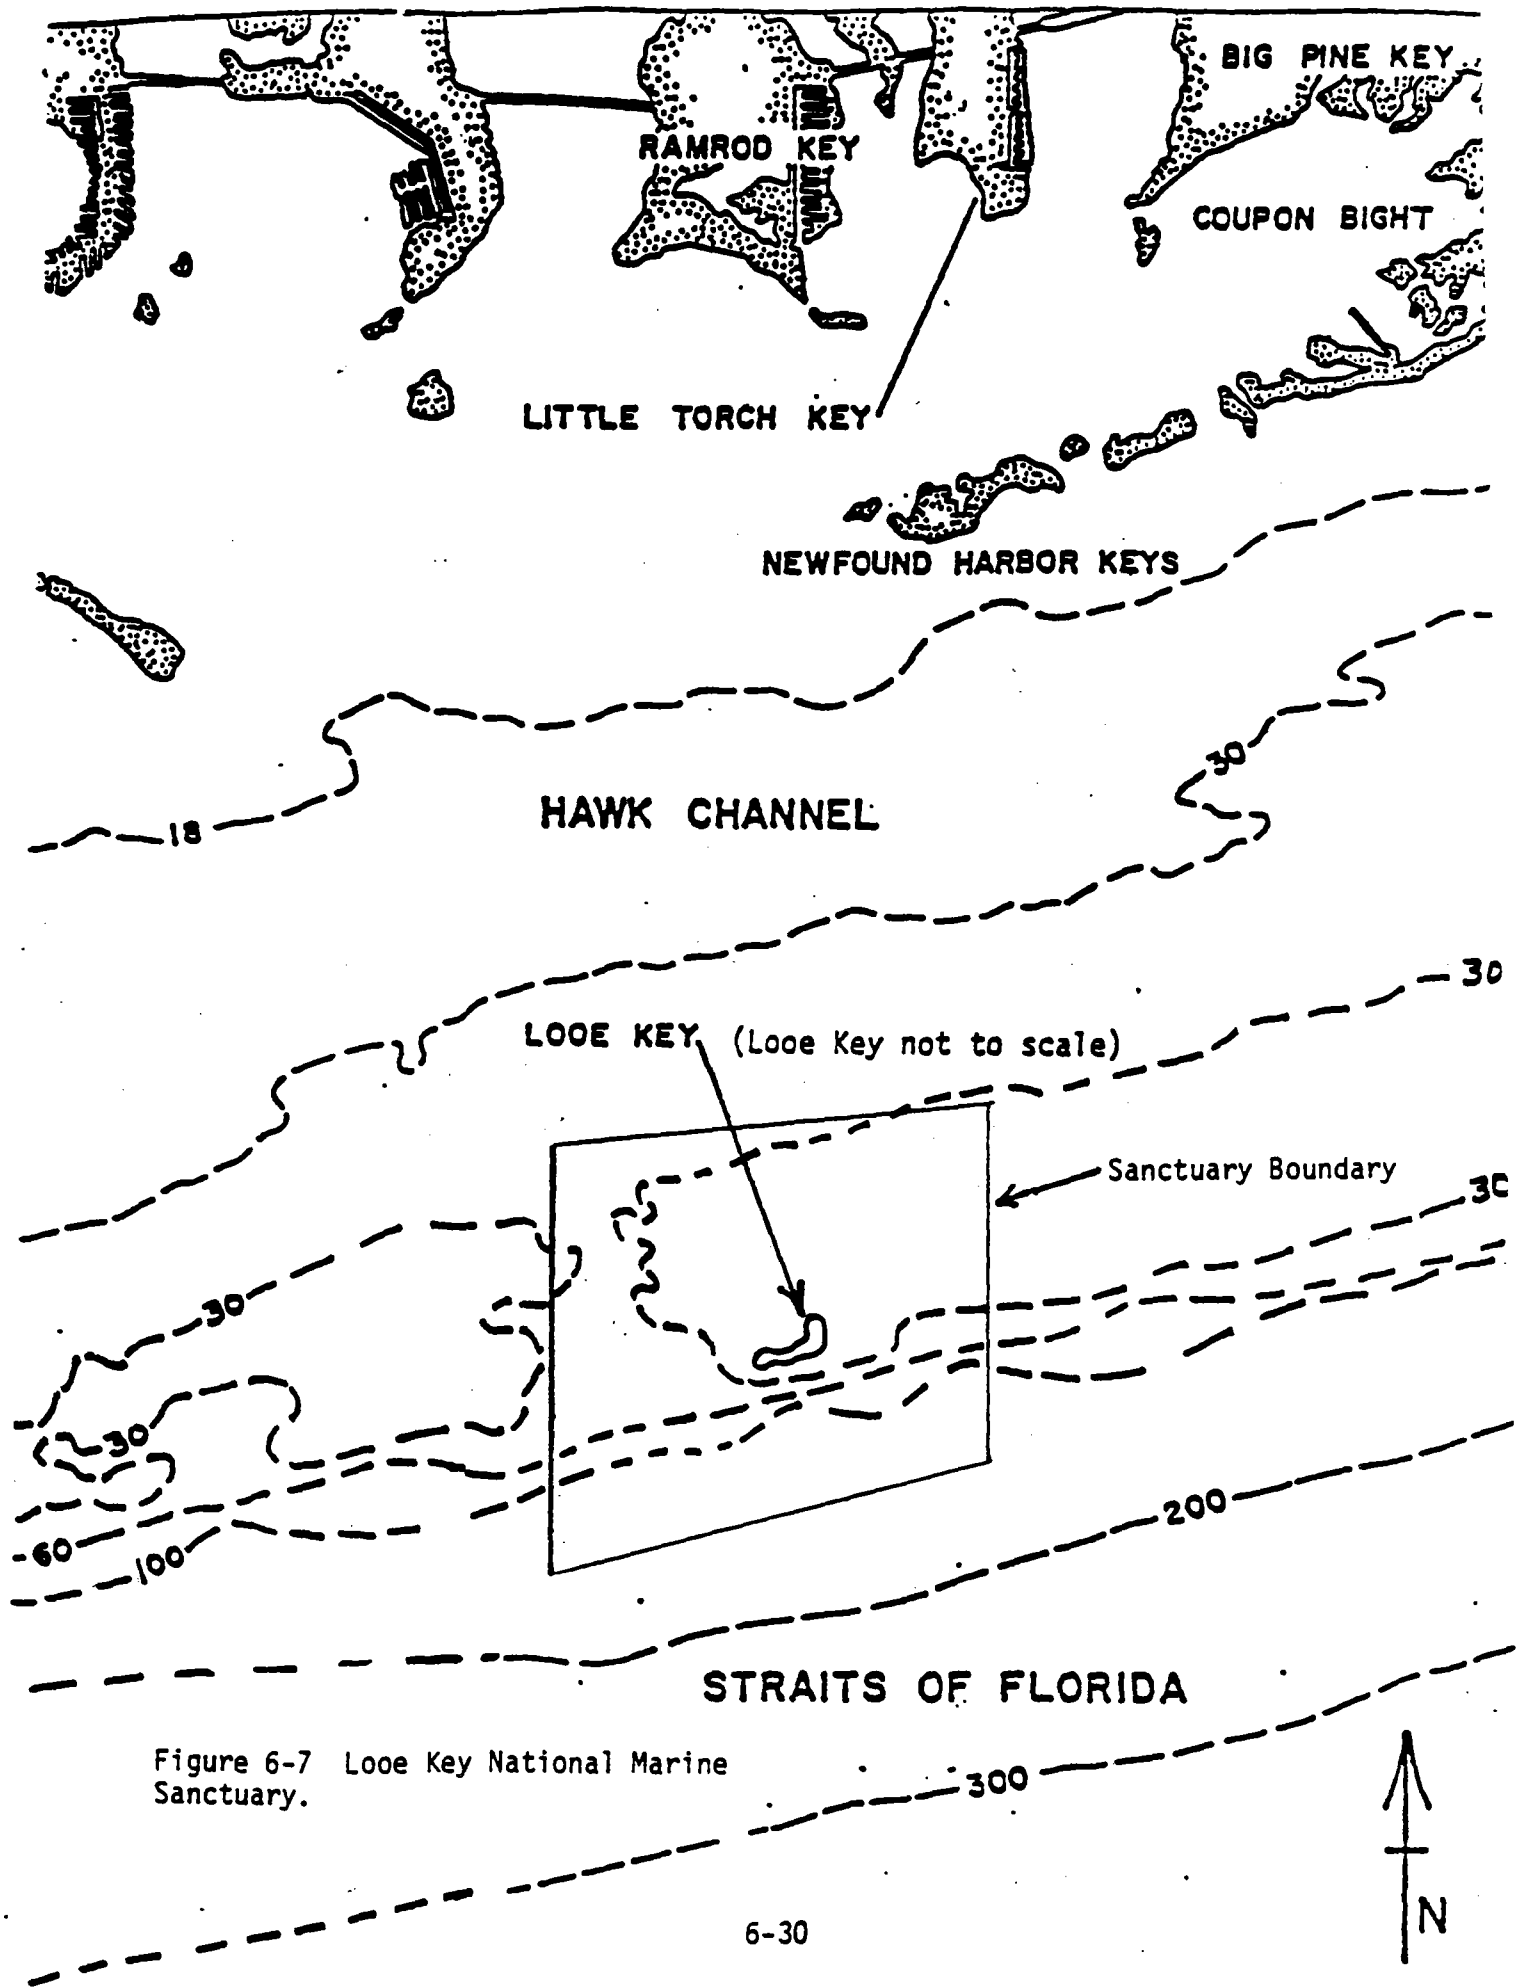 BIG PINE KEY
RAMROD KEY
COUPON BIGHT
LITTLE TORCH KEY
NEWFOUND HARBOR KEYS
30
18
HAWK CHANNEL
30
LOOE KEY (Looe Key not to scale)
Sanctuary Boundary
30
30
30
60
100
200
STRAITS OF FLORIDA
Figure 6-7 Looe Key National Marine
Sanctuary.
300
N
6-30